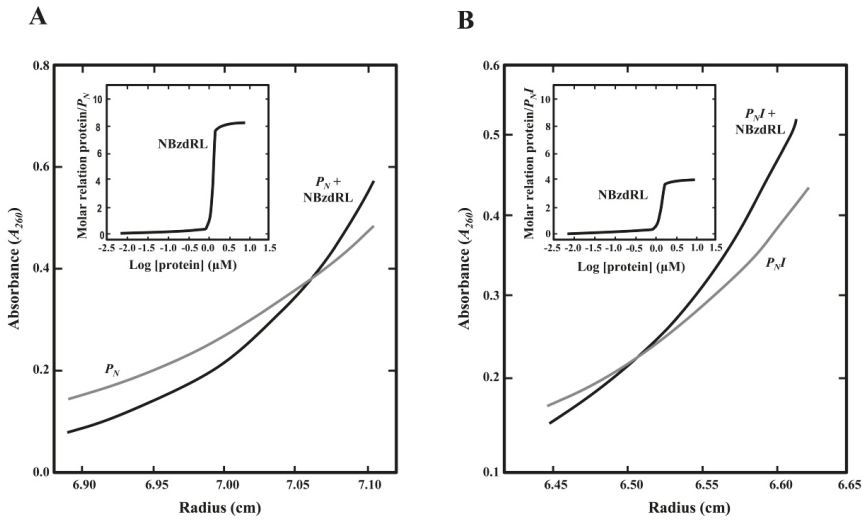 A
Absorbance (A260)
0.8
0.6
0.4
0.2
0.0
6.90
6.95
7.00
7.05
7.10
Radius (cm)
PN
PN +
NBzdRL
Molar relation protein/PN
10
8
6
4
2
0
-2.5
-2.0
-1.5
-1.0
-0.5
0.0
0.5
1.0
1.5
Log [protein] (µM)
NBzdRL
B
0.6
0.5
0.4
0.3
0.2
0.1
6.45
6.50
6.55
6.60
6.65
Radius (cm)
Absorbance (A260)
PNI +
NBzdRL
PNI
Molar relation protein/PNI
10
8
6
4
2
0
-2.5
-2.0
-1.5
-1.0
-0.5
0.0
0.5
1.0
1.5
Log [protein] (µM)
NBzdRL